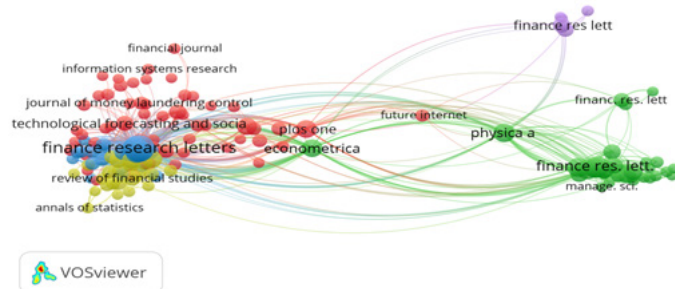 finance res lett
financial journal
information systems research
financ. res. lett
journal of money laundering control
future internet
technological forecasting and socia
plos one
physica a
finance research letters
econometrica
finance res. lett.
review of financial studies
manage. sci.
annals of statistics
VOSviewer